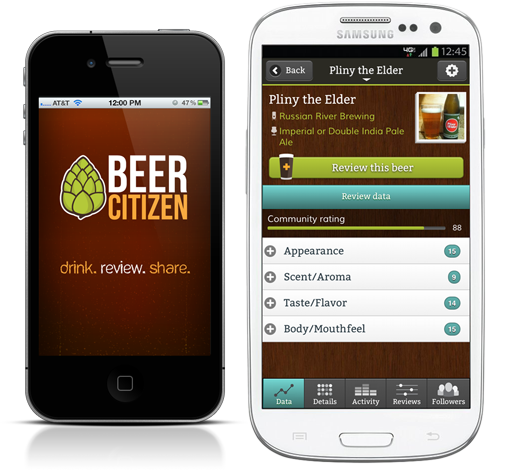 AT&T 12:00 PM 47%
BEER
CITIZEN
drink. review. share.
SAMSUNG
12:45
Back Pliny the Elder
Pliny the Elder
Russian River Brewing
Imperial or Double India Pale
Ale
Review this beer
Review data
Community rating
88
Appearance 15
Scent/Aroma 9
Taste/Flavor 14
Body/Mouthfeel 15
Data Details Activity Reviews Followers